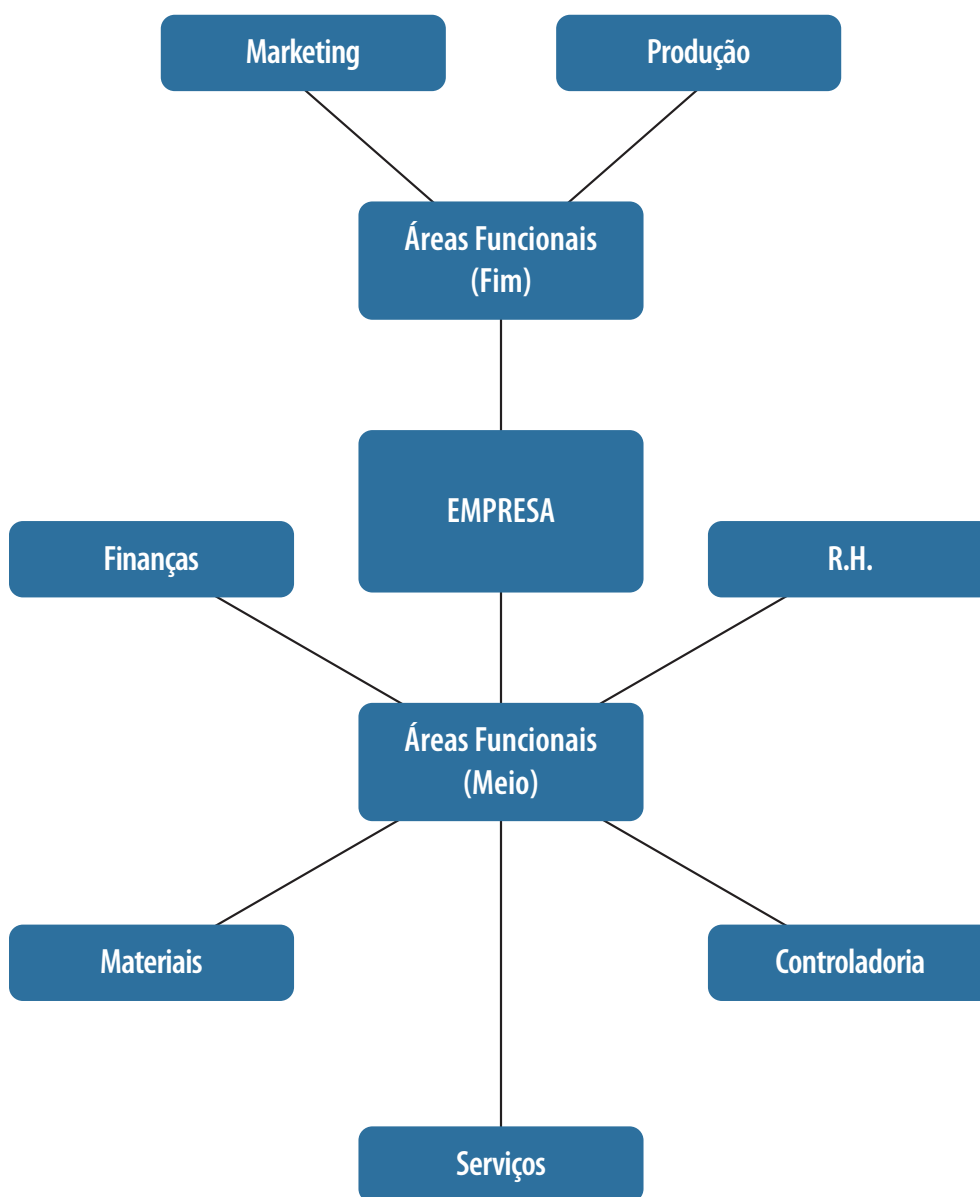 Marketing
Produção
Áreas Funcionais
(Fim)
EMPRESA
Finanças
R.H.
Áreas Funcionais
(Meio)
Materiais
Controladoria
Serviços